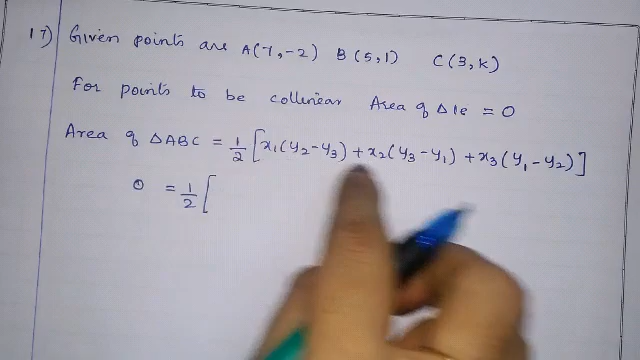 17) Given points are A(7,-2) B(5,1) C(3,K)
For points to be collinear Area of Δle = 0
Area of ΔABC = 1/2 [x₁(y₂-y₃) + x₂(y₃-y₁) + x₃(y₁-y₂)]
0 = 1/2 [